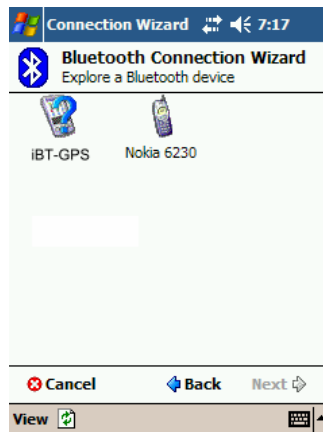 Connection Wizard 7:17
Bluetooth Connection Wizard
Explore a Bluetooth device
iBT-GPS Nokia 6230
Cancel Back Next
View